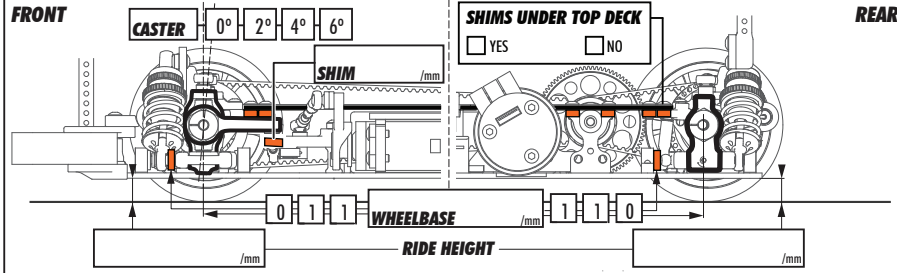 FRONT
CASTER 0° 2° 4° 6°
SHIMS UNDER TOP DECK
YES NO
REAR
SHIM /mm
0 1 1 WHEELBASE /mm 1 1 0
/mm RIDE HEIGHT /mm